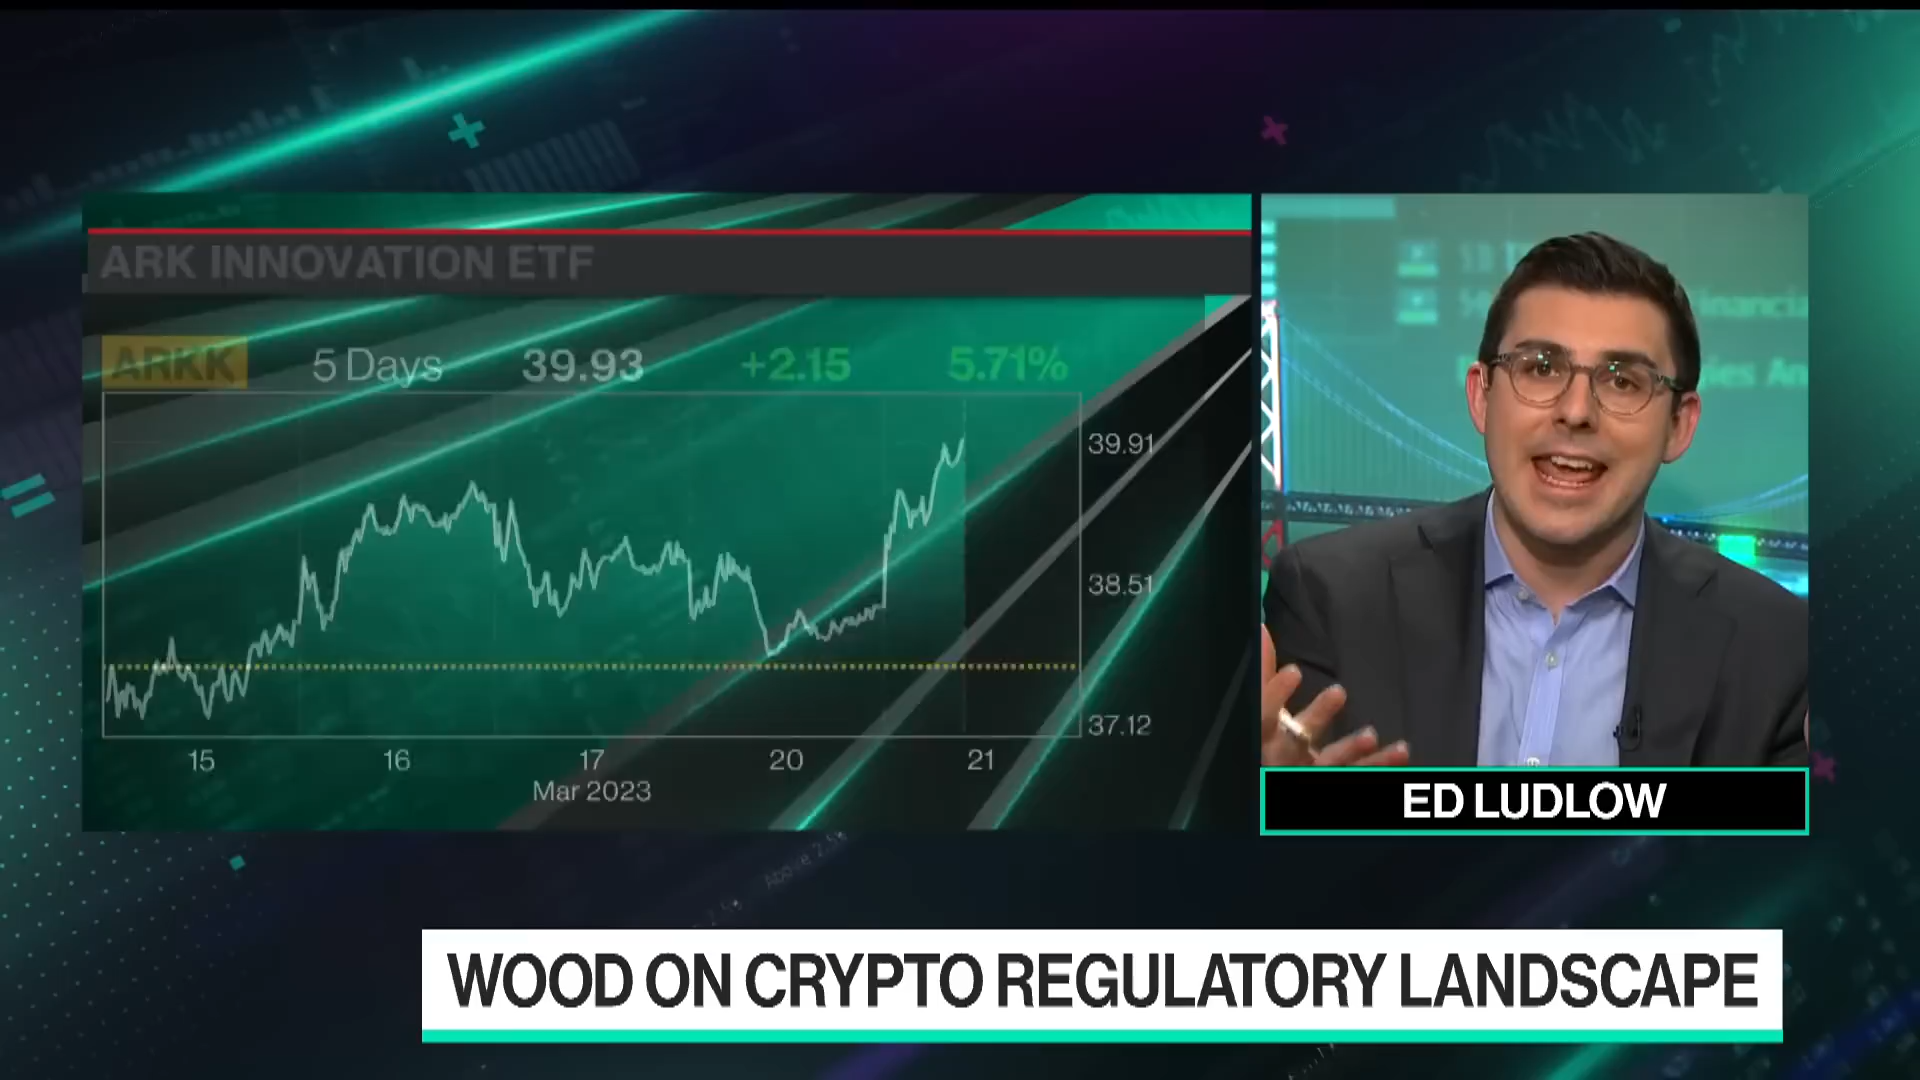 ARK INNOVATION ETF
ARKK 5 Days 39.93 +2.15 5.71%
39.91
38.51
37.12
15 16 17 20 21
Mar 2023
ED LUDLOW
WOOD ON CRYPTO REGULATORY LANDSCAPE